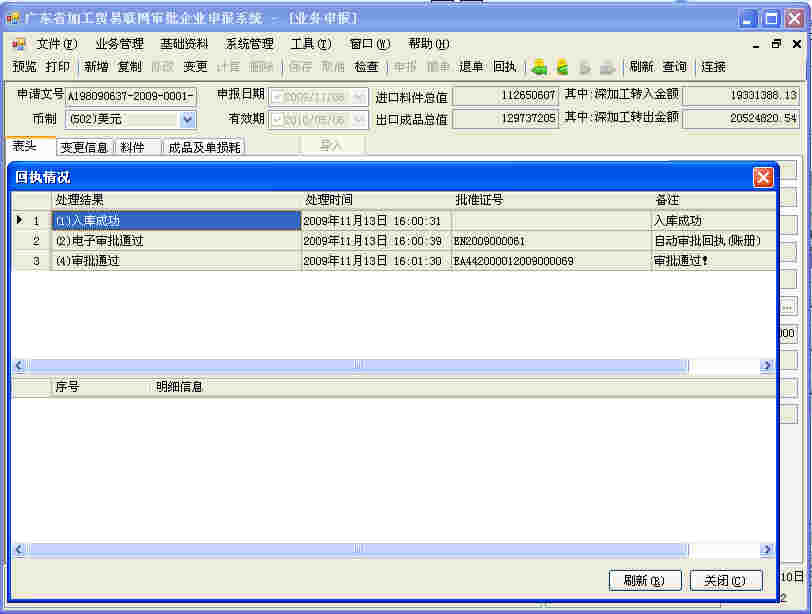 广东省加工贸易联网审批企业申报系统 - [业务申报]
文件(F) 业务管理 基础资料 系统管理 工具(T) 窗口(W) 帮助(H)
预览 打印 新增 复制 修改 变更 计算 删除 保存 取消 检查 申报 撤单 退单 回执 刷新 查询 连接
申请文号 A198090637-2009-0001- 申报日期 2009/11/06 进口料件总值 112650607 其中:深加工转入金额 19331388.13
币制 (502)美元 有效期 2010/05/06 出口成品总值 129737205 其中:深加工转出金额 20524820.54
表头 变更信息 料件 成品及单损耗 导入
回执情况
处理结果 处理时间 批准证号 备注
1 (1)入库成功 2009年11月13日 16:00:31 入库成功
2 (2)电子审批通过 2009年11月13日 16:00:39 EN2009000061 自动审批回执(账册)
3 (4)审批通过 2009年11月13日 16:01:30 EA442000012009000069 审批通过!
...
000
序号 明细信息
刷新(R) 关闭(C)
10日
2